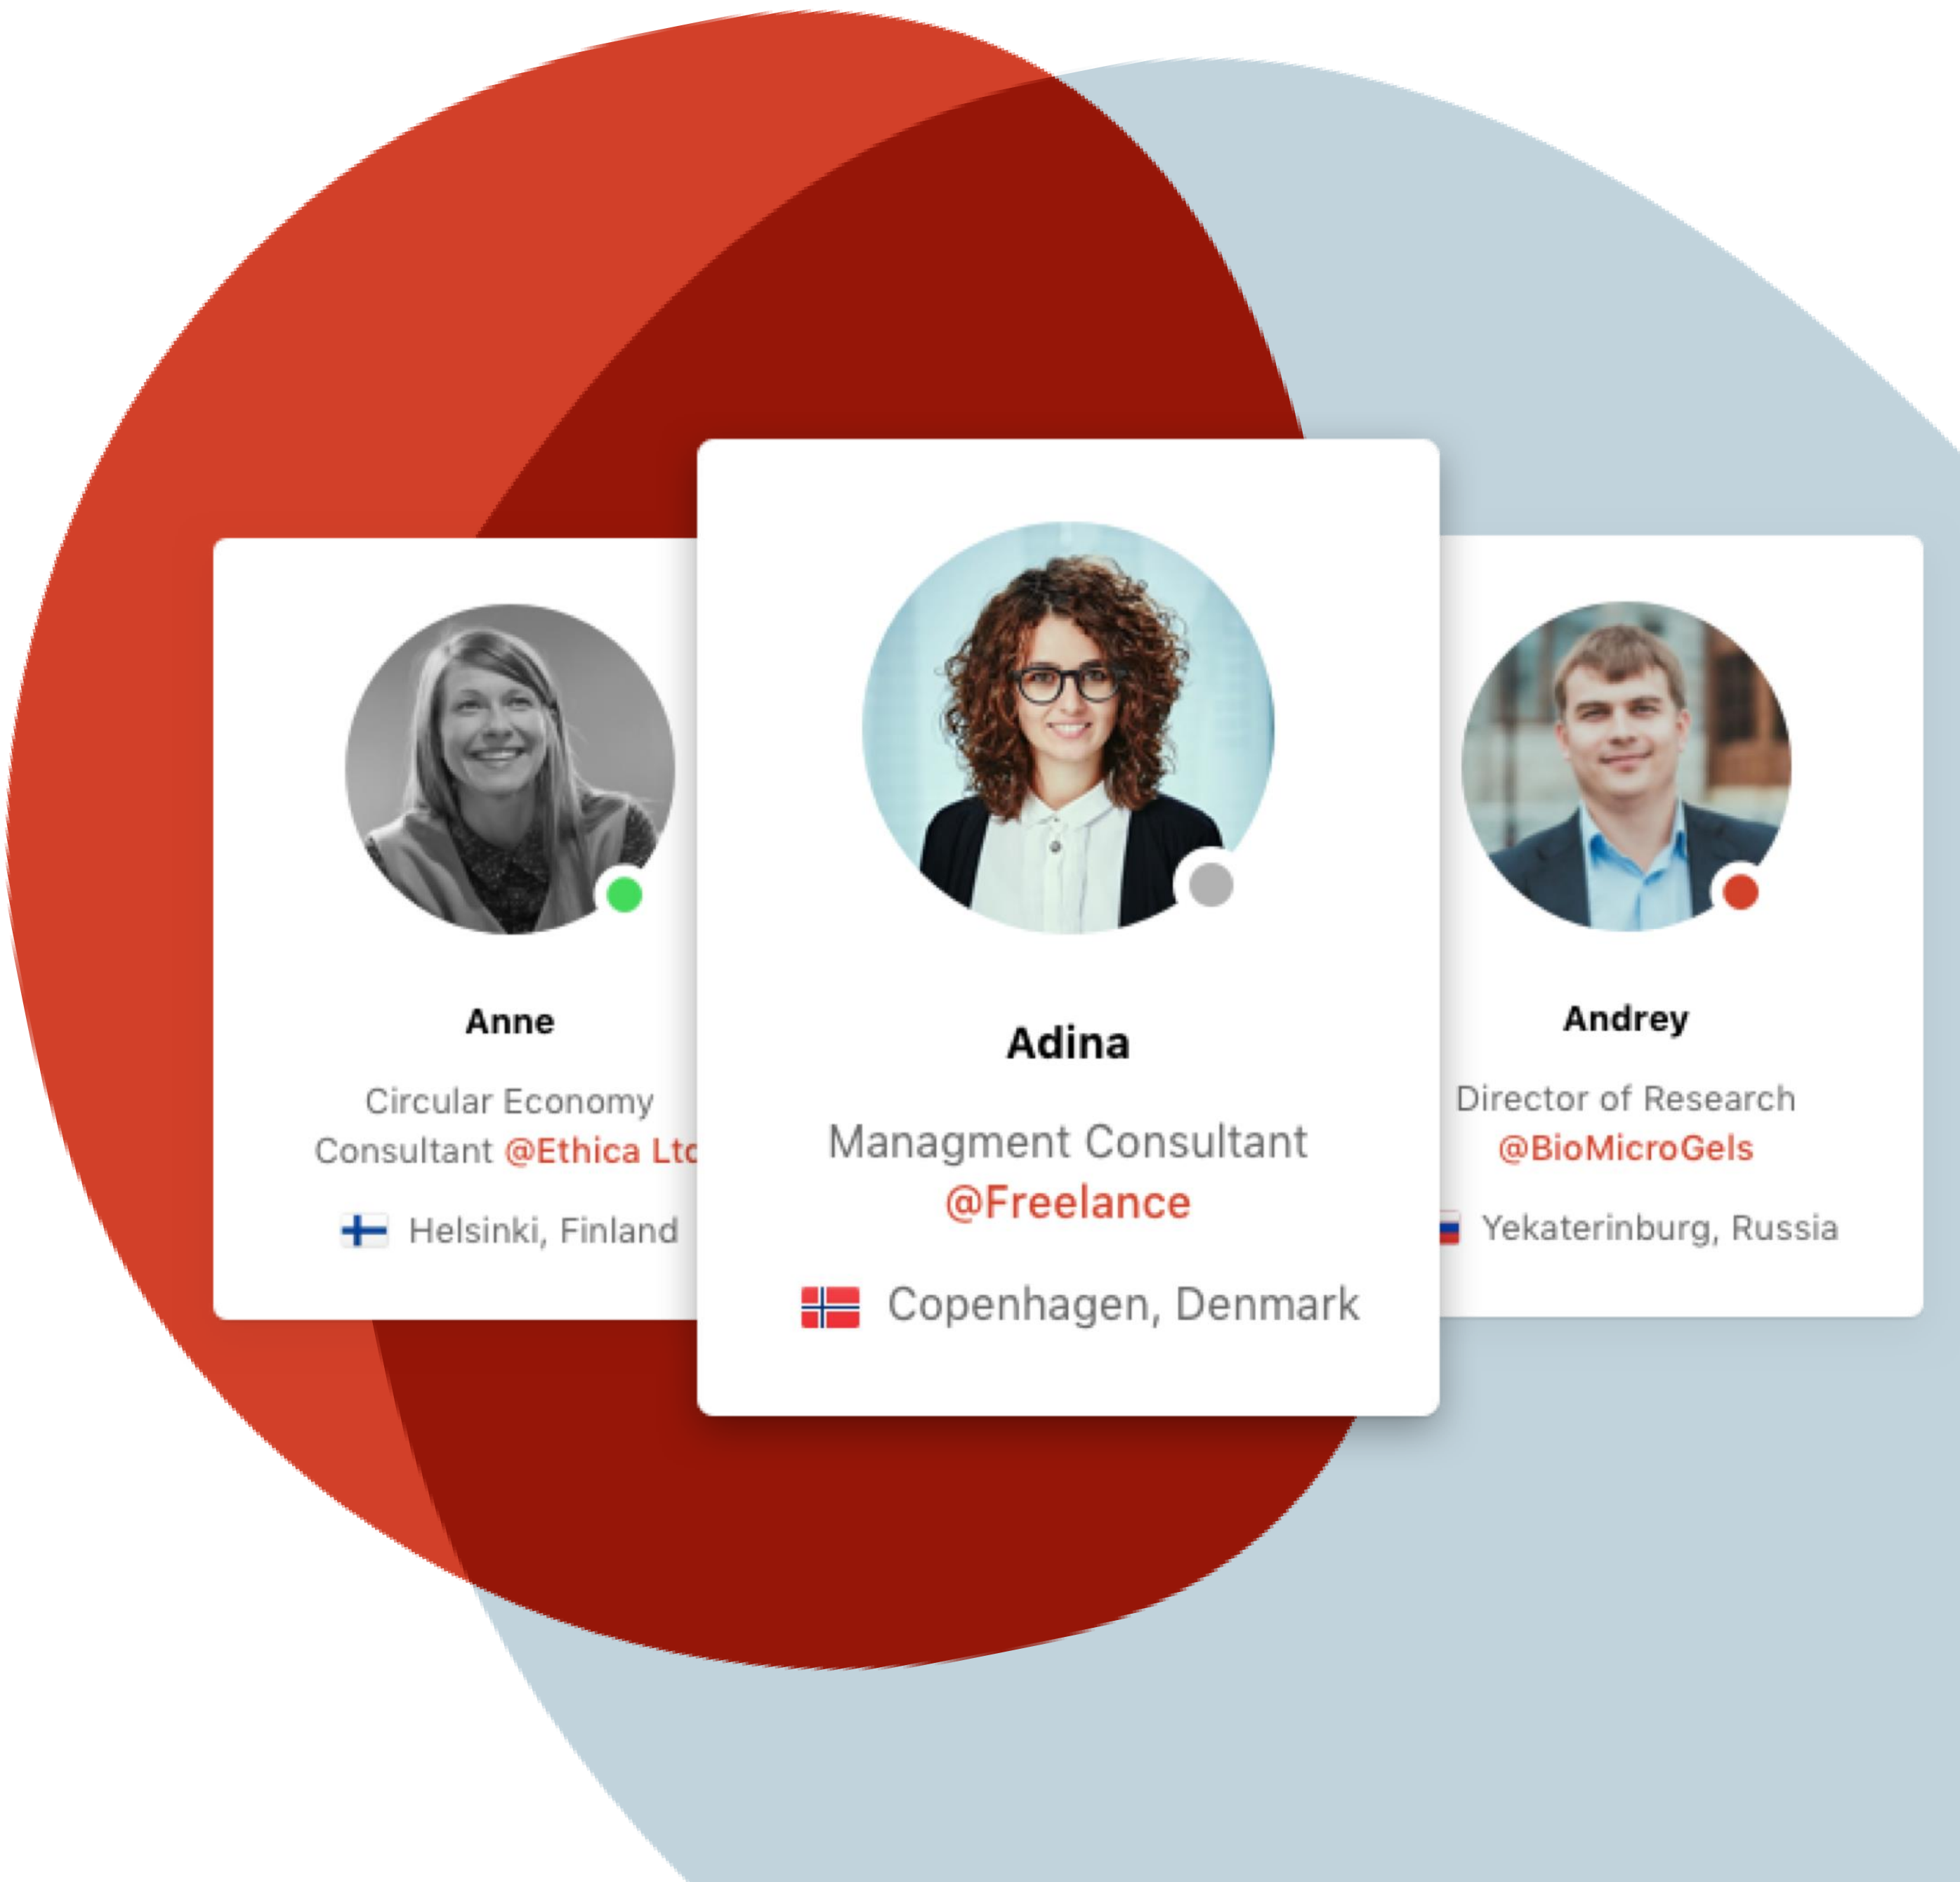 Anne
Circular Economy
Consultant @Ethica Ltd
Helsinki, Finland
Adina
Managment Consultant
@Freelance
Copenhagen, Denmark
Andrey
Director of Research
@BioMicroGels
Yekaterinburg, Russia